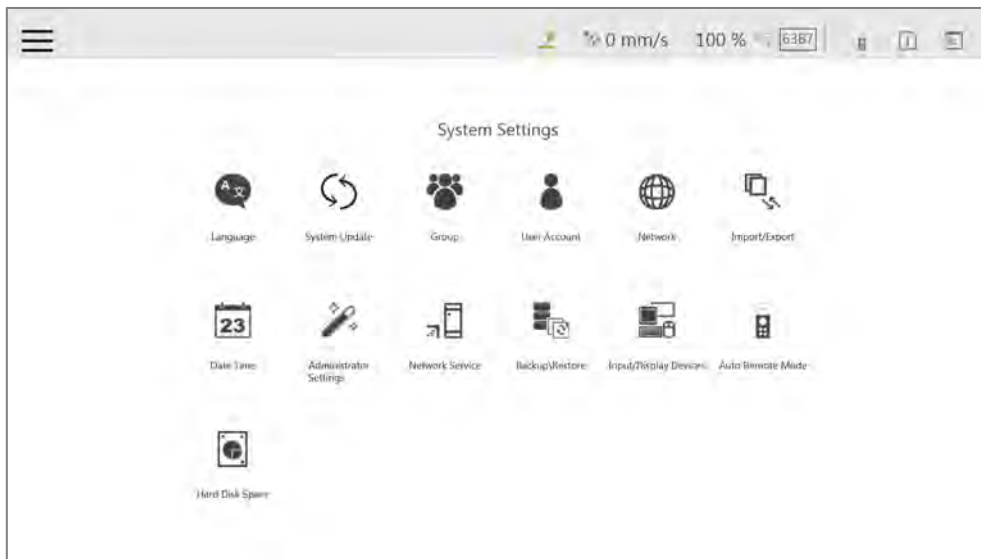 0 mm/s 100 % 63B7
System Settings
Language System Update Group User Account Network Import/Export
23
Date Time Administrator Network Service Backup\Restore Input/Display Devices Auto Remote Mode
Settings
Hard Disk Space